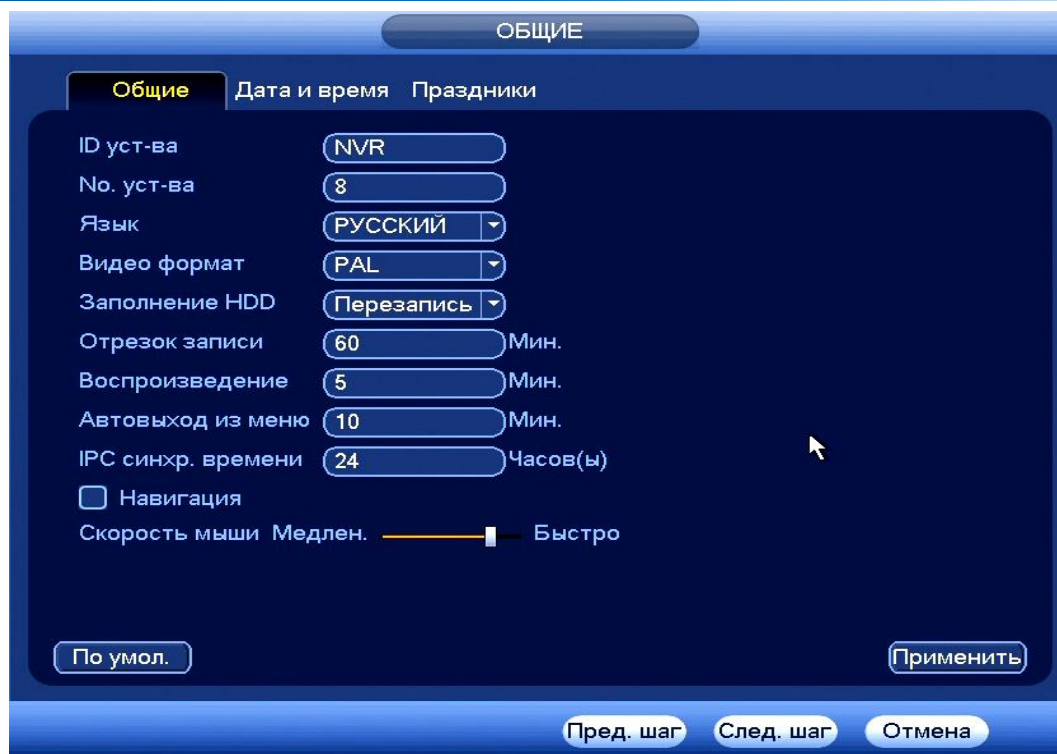 ОБЩИЕ
Общие Дата и время Праздники
ID уст-ва NVR
No. уст-ва 8
Язык РУССКИЙ
Видео формат PAL
Заполнение HDD Перезапись
Отрезок записи 60 Мин.
Воспроизведение 5 Мин.
Автовыход из меню 10 Мин.
IPC синхр. времени 24 Часов(ы)
Навигация
Скорость мыши Медлен. Быстро
По умол. Применить
Пред. шаг След. шаг Отмена